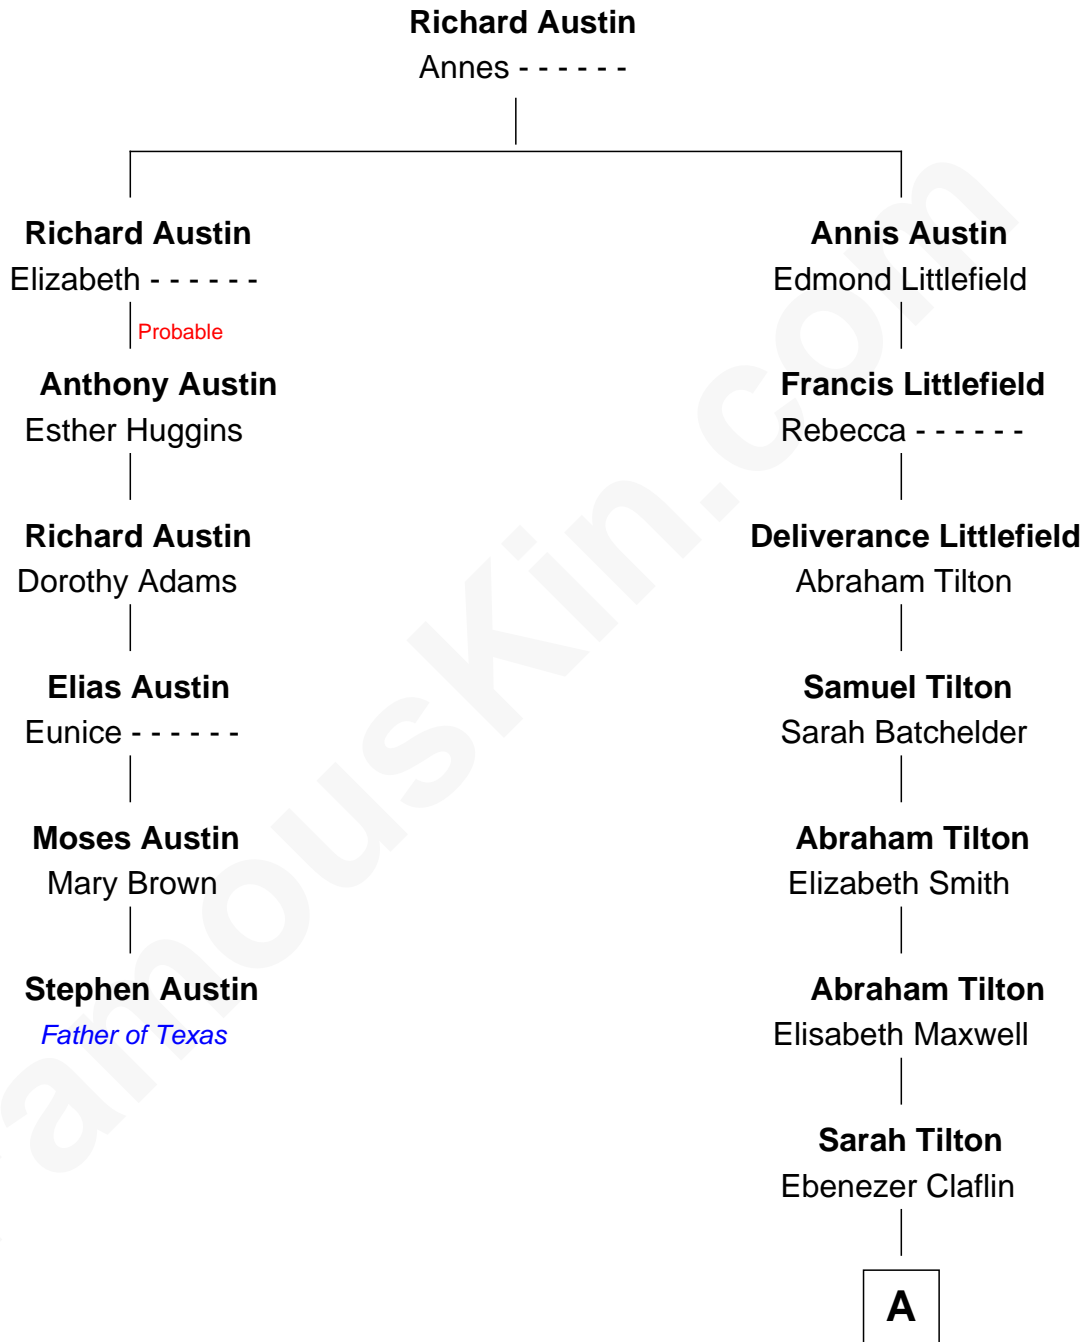 Richard Austin
Annes - - - - - -
Richard Austin
Elizabeth - - - - - -
Probable
Anthony Austin
Esther Huggins
Richard Austin
Dorothy Adams
Elias Austin
Eunice - - - - - -
Moses Austin
Mary Brown
Stephen Austin
Father of Texas
Annis Austin
Edmond Littlefield
Francis Littlefield
Rebecca - - - - - -
Deliverance Littlefield
Abraham Tilton
Samuel Tilton
Sarah Batchelder
Abraham Tilton
Elizabeth Smith
Abraham Tilton
Elisabeth Maxwell
Sarah Tilton
Ebenezer Claflin
A
amouskin.com